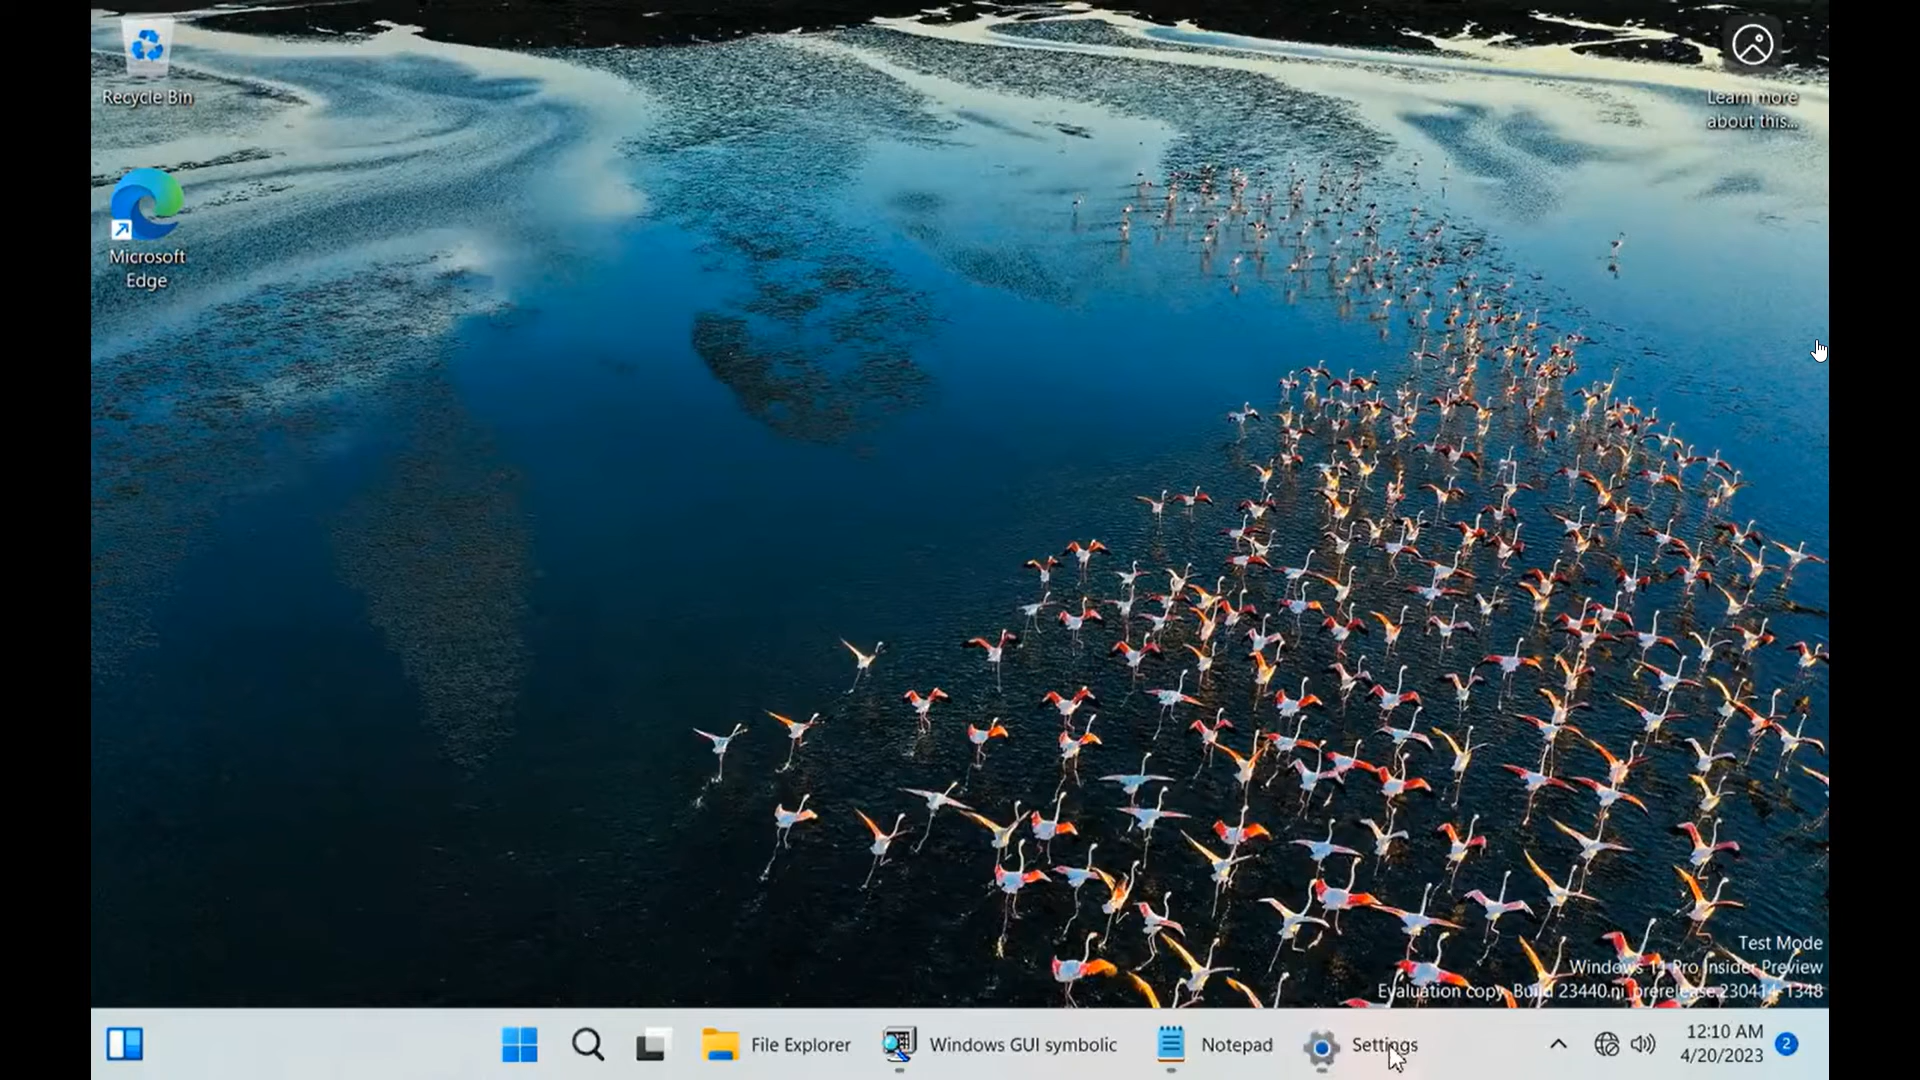 Recycle Bin
Learn more
about this...
Microsoft
Edge
Test Mode
Windows 11 Pro Insider Preview
Evaluation copy. Build 23440.ni_prerelease.230414-1348
File Explorer
Windows GUI symbolic
Notepad
Settings
12:10 AM
4/20/2023
2